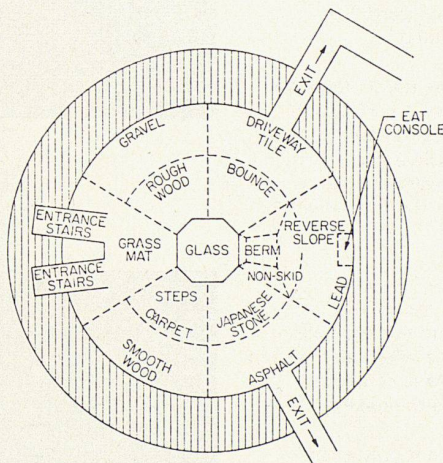 EXIT
EAT
CONSOLE
GRAVEL
DRIVEWAY
TILE
ROUGH
WOOD
BOUNCE
ENTRANCE
STAIRS
GRASS
MAT
GLASS
BERM
REVERSE
SLOPE
NON-SKID
LEAD
ENTRANCE
STAIRS
STEPS
CARPET
JAPANESE
STONE
SMOOTH
WOOD
ASPHALT
EXIT